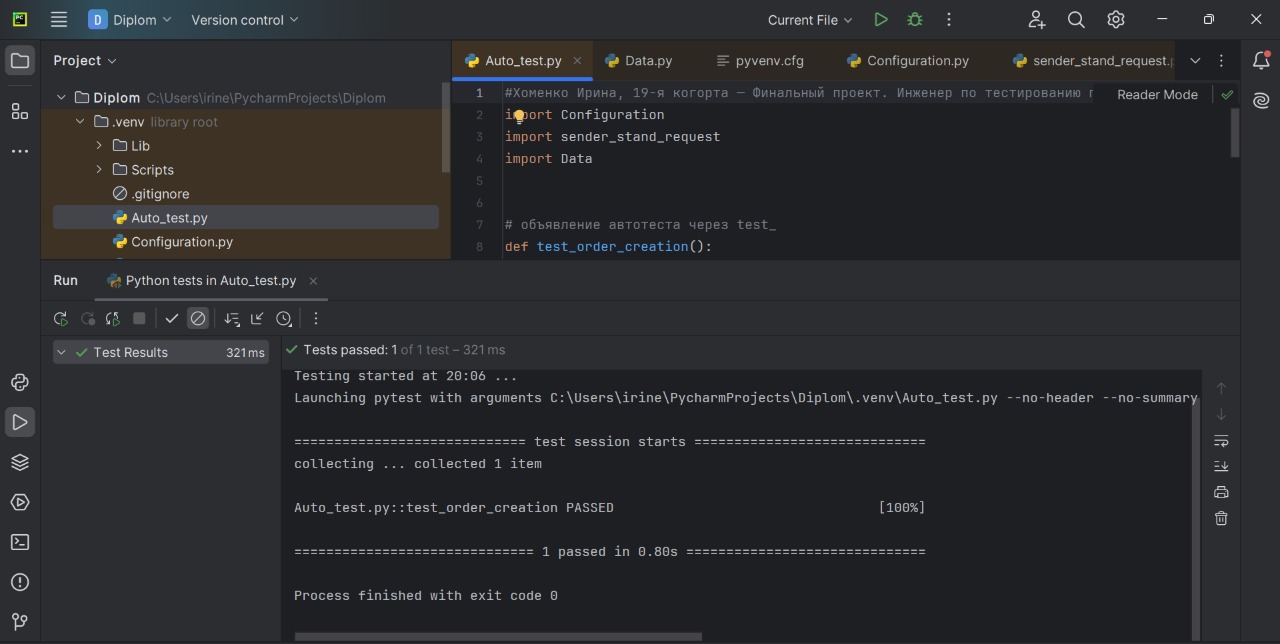 PC
D Diplom
Version control
Current File
Project
Auto_test.py
Data.py
pyvenv.cfg
Configuration.py
sender_stand_request.
Diplom C:\Users\irine\PycharmProjects\Diplom
.venv library root
Lib
Scripts
.gitignore
Auto_test.py
Configuration.py
1 #Хоменко Ирина, 19-я когорта — Финальный проект. Инженер по тестированию
Reader Mode
2 import Configuration
3 import sender_stand_request
4 import Data
5
6
7 # объявление автотеста через test_
8 def test_order_creation():
Run
Python tests in Auto_test.py
Test Results 321 ms
Tests passed: 1 of 1 test – 321 ms
Testing started at 20:06 ...
Launching pytest with arguments C:\Users\irine\PycharmProjects\Diplom\.venv\Auto_test.py --no-header --no-summary
============================= test session starts =============================
collecting ... collected 1 item
Auto_test.py::test_order_creation PASSED [100%]
============================== 1 passed in 0.80s ==============================
Process finished with exit code 0